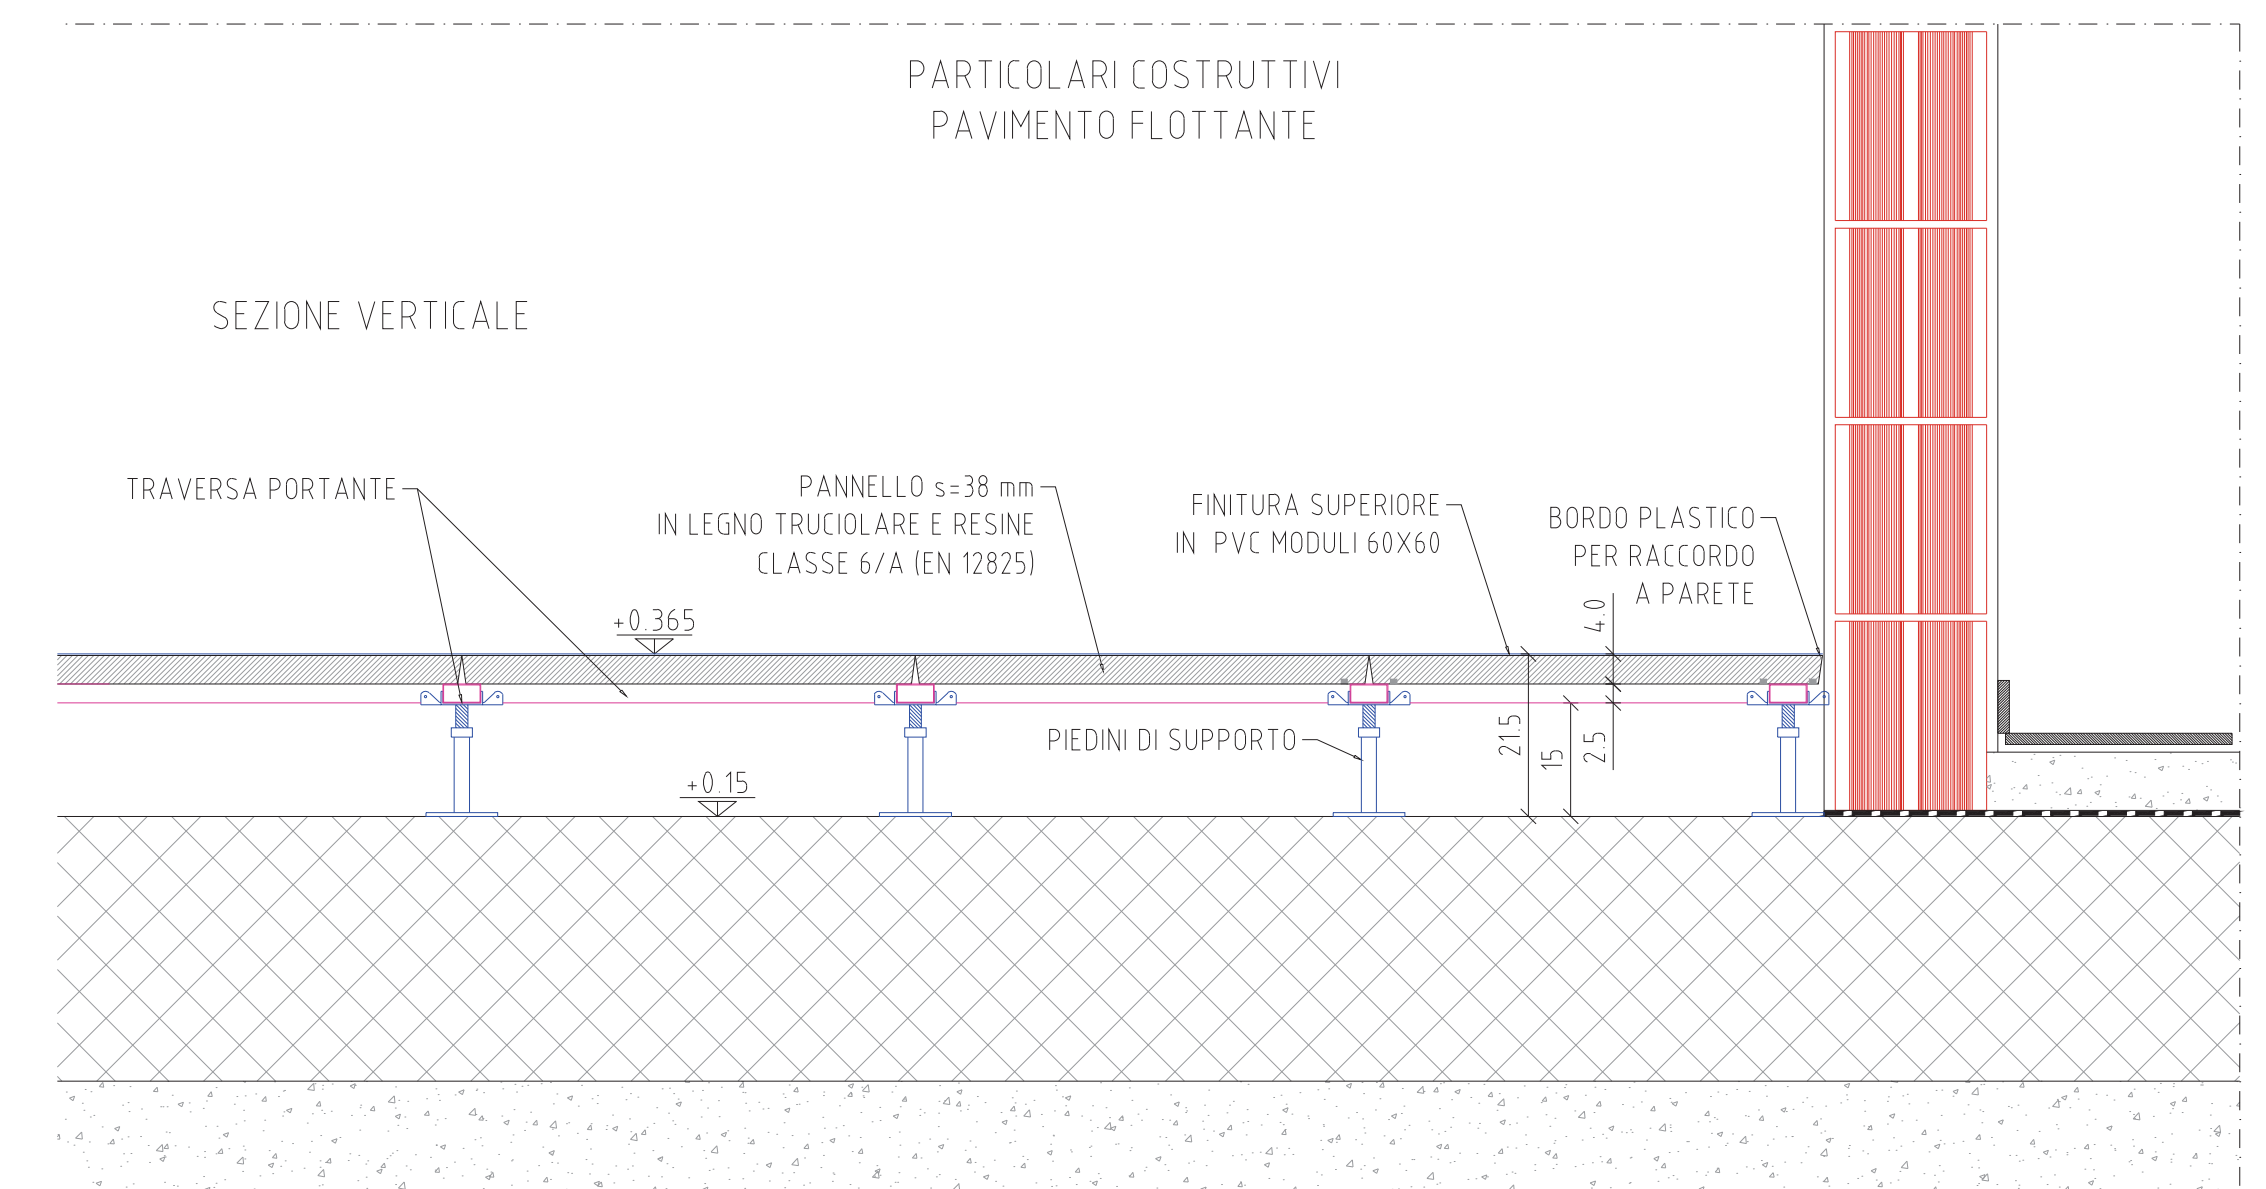 PARTICOLARI COSTRUTTIVI
PAVIMENTO FLOTTANTE
SEZIONE VERTICALE
TRAVERSA PORTANTE
PANNELLO s=38 mm
IN LEGNO TRUCIOLARE E RESINE
CLASSE 6/A (EN 12825)
FINITURA SUPERIORE
IN PVC MODULI 60X60
BORDO PLASTICO
PER RACCORDO
A PARETE
+0.365
4.0
21.5
15
2.5
PIEDINI DI SUPPORTO
+0.15